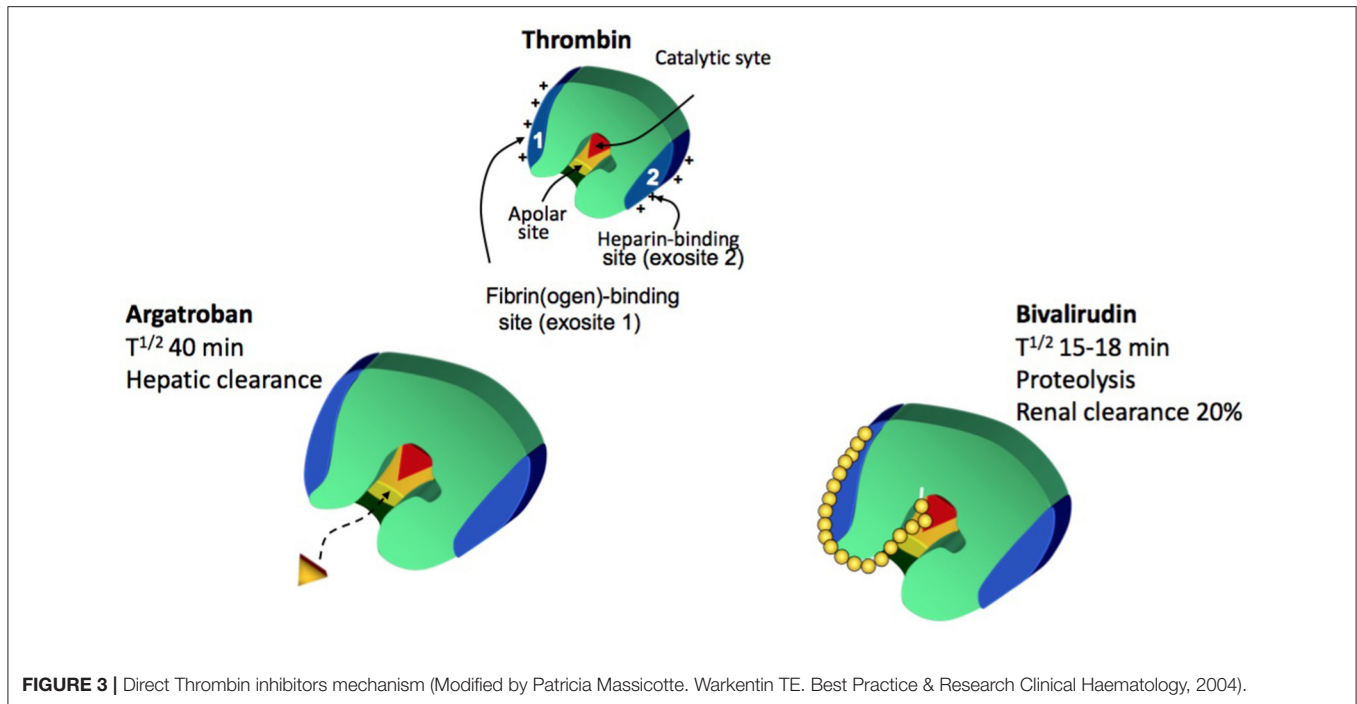 Thrombin
Catalytic syte
+
+
+
+
1
2
+
+
+
+
Apolar
site
Heparin-binding
site (exosite 2)
Fibrin(ogen)-binding
site (exosite 1)
Argatroban
T1/2 40 min
Hepatic clearance
Bivalirudin
T1/2 15-18 min
Proteolysis
Renal clearance 20%
FIGURE 3 | Direct Thrombin inhibitors mechanism (Modified by Patricia Massicotte. Warkentin TE. Best Practice & Research Clinical Haematology, 2004).